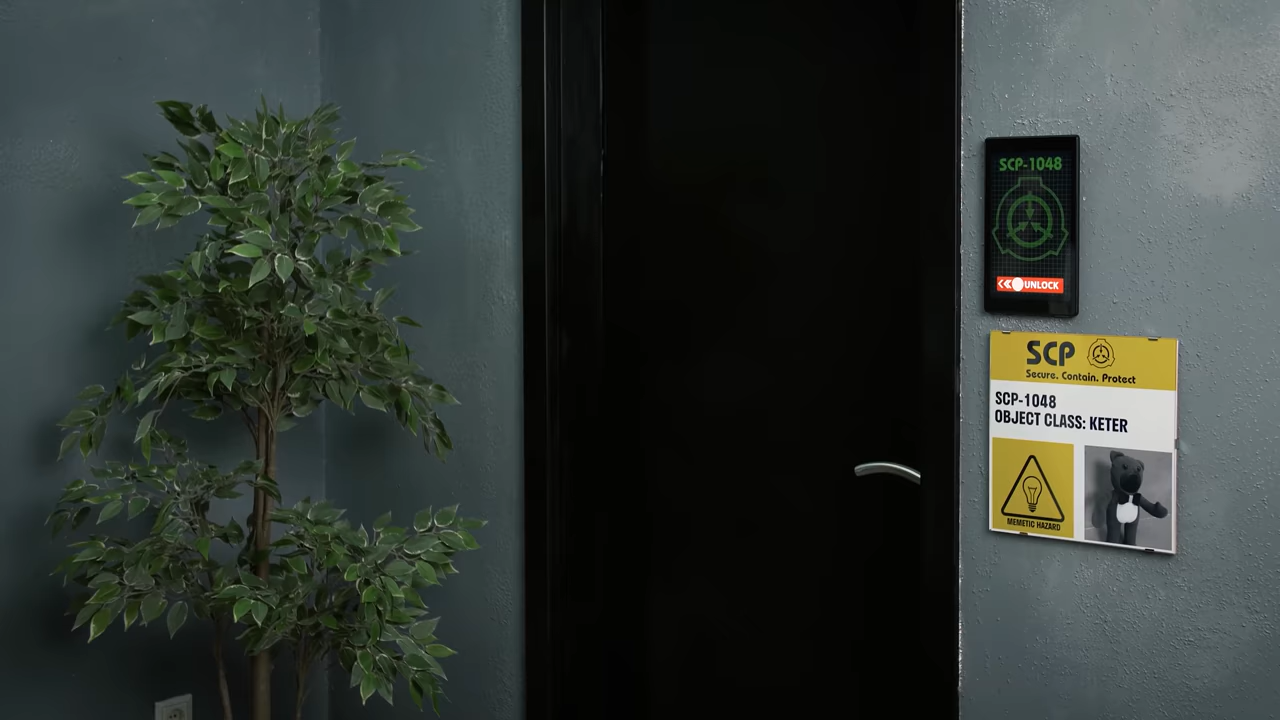 SCP-1048
UNLOCK
SCP
Secure. Contain. Protect
SCP-1048
OBJECT CLASS: KETER
MEMETIC HAZARD